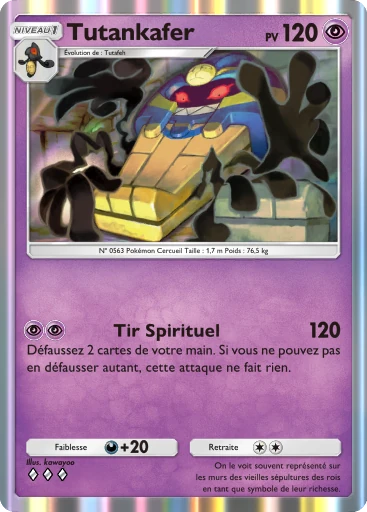 NIVEAU 1
Tutankafer
PV 120
Évolution de : Tutafeh
N° 0563 Pokémon Cercueil Taille : 1,7 m Poids : 76,5 kg
Tir Spirituel 120
Défaussez 2 cartes de votre main. Si vous ne pouvez pas
en défausser autant, cette attaque ne fait rien.
Faiblesse +20
Retraite
Illus. kawayoo
On le voit souvent représenté sur
les murs des vieilles sépultures des rois
en tant que symbole de leur richesse.